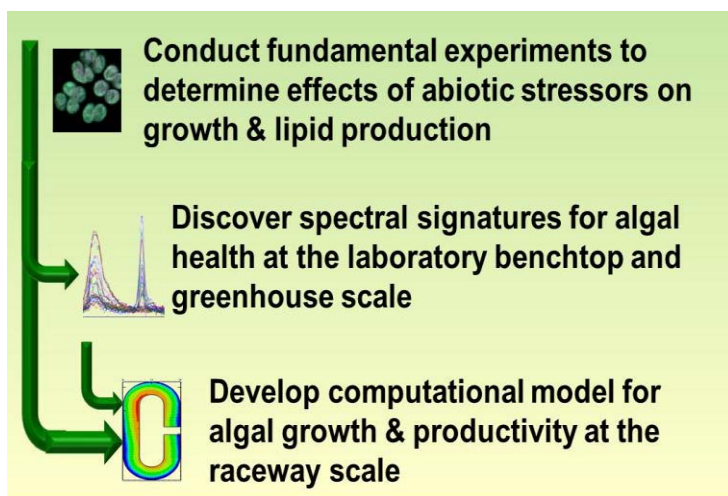 Conduct fundamental experiments to
determine effects of abiotic stressors on
growth & lipid production
Discover spectral signatures for algal
health at the laboratory benchtop and
greenhouse scale
Develop computational model for
algal growth & productivity at the
raceway scale